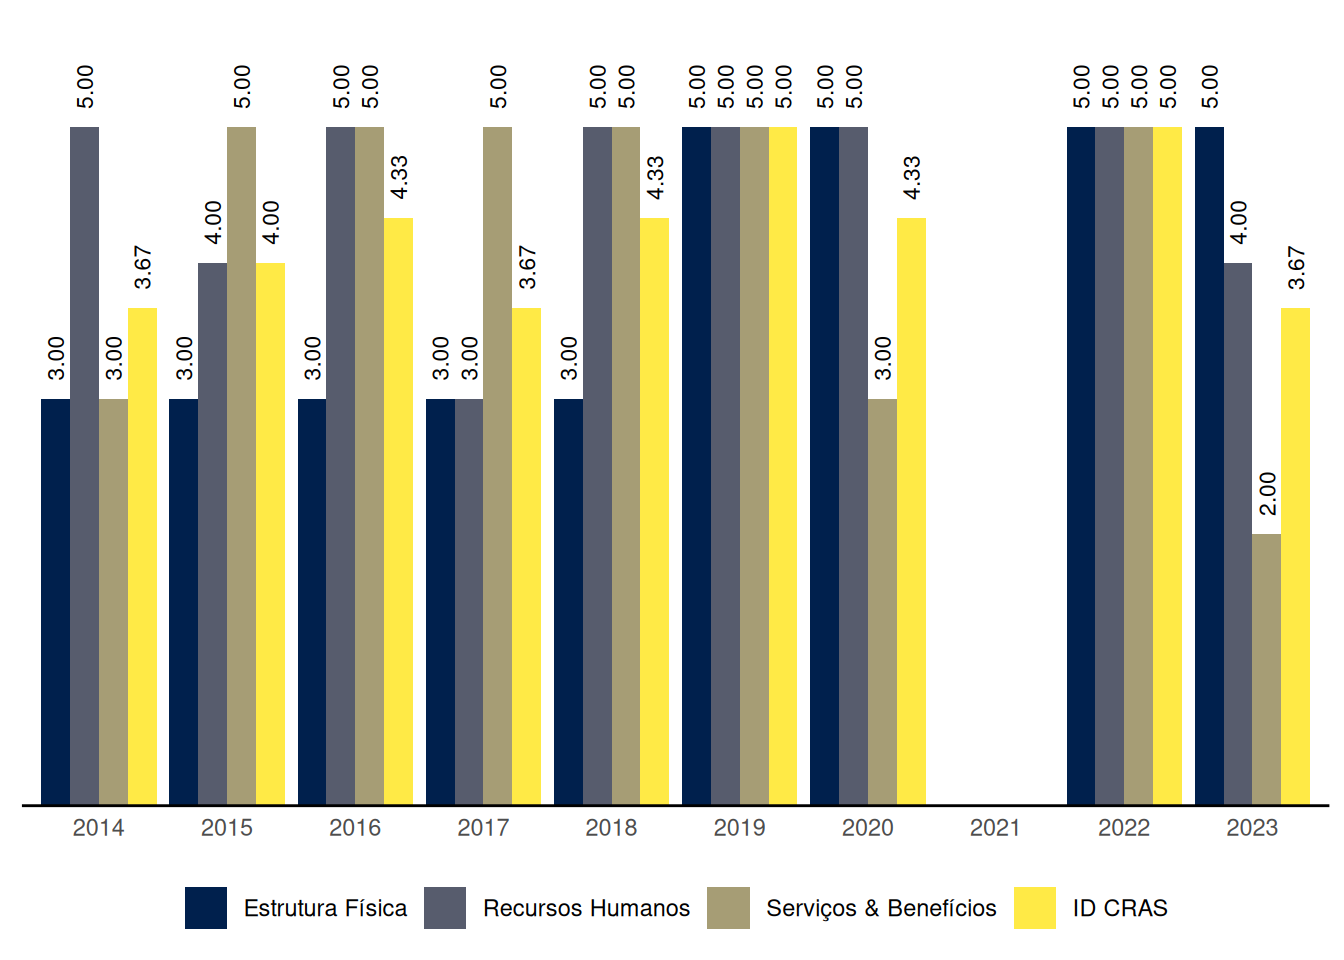 3.00 5.00 3.00 3.67 3.00 4.00 5.00 4.00 3.00 5.00 5.00 4.33 3.00 3.00 5.00 3.67 3.00 5.00 5.00 4.33 5.00 5.00 5.00 5.00 5.00 5.00 3.00 4.33 5.00 5.00 5.00 5.00 5.00 4.00 2.00 3.67
2014 2015 2016 2017 2018 2019 2020 2021 2022 2023
Estrutura Física Recursos Humanos Serviços & Benefícios ID CRAS